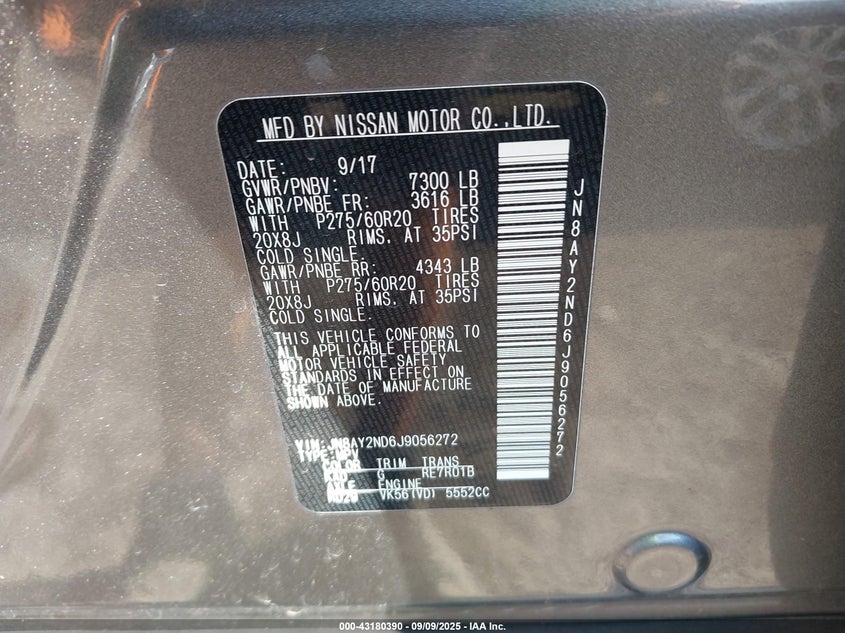 MFD BY NISSAN MOTOR CO.,LTD.
DATE: 9/17
GVWR/PNBV: 7300 LB
GAWR/PNBE FR: 3616 LB
WITH P275/60R20 TIRES
20X8J RIMS. AT 35PSI
COLD SINGLE.
GAWR/PNBE RR: 4343 LB
WITH P275/60R20 TIRES
20X8J RIMS. AT 35PSI
COLD SINGLE.
THIS VEHICLE CONFORMS TO
ALL APPLICABLE FEDERAL
MOTOR VEHICLE SAFETY
STANDARDS IN EFFECT ON
THE DATE OF MANUFACTURE
SHOWN ABOVE.
VIN: JN8AY2ND6J9056272
TYPE:MPV
COLOR TRIM TRANS
KAD G RE7R01B
AXLE ENGINE
VK56(VD) 5552CC
JN8AY2ND6J9056272
000-43180390 - 09/09/2025 - IAA Inc.